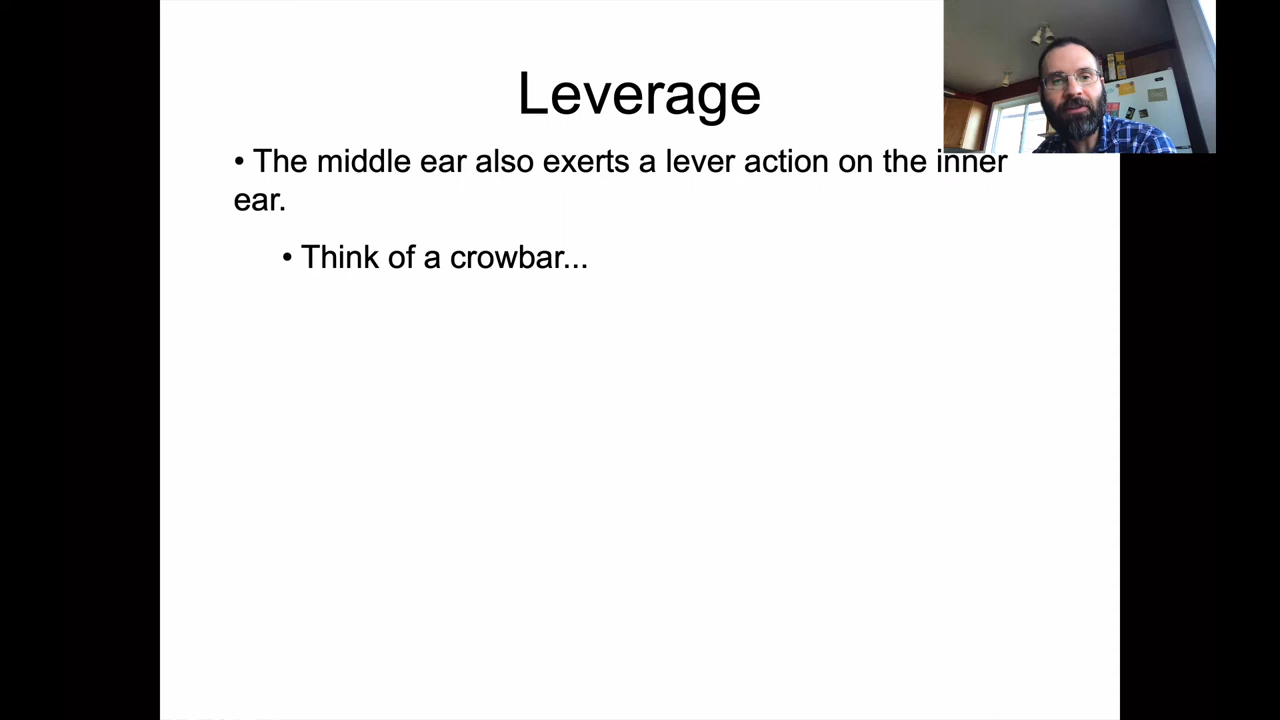 Leverage
• The middle ear also exerts a lever action on the inner
ear.
• Think of a crowbar...